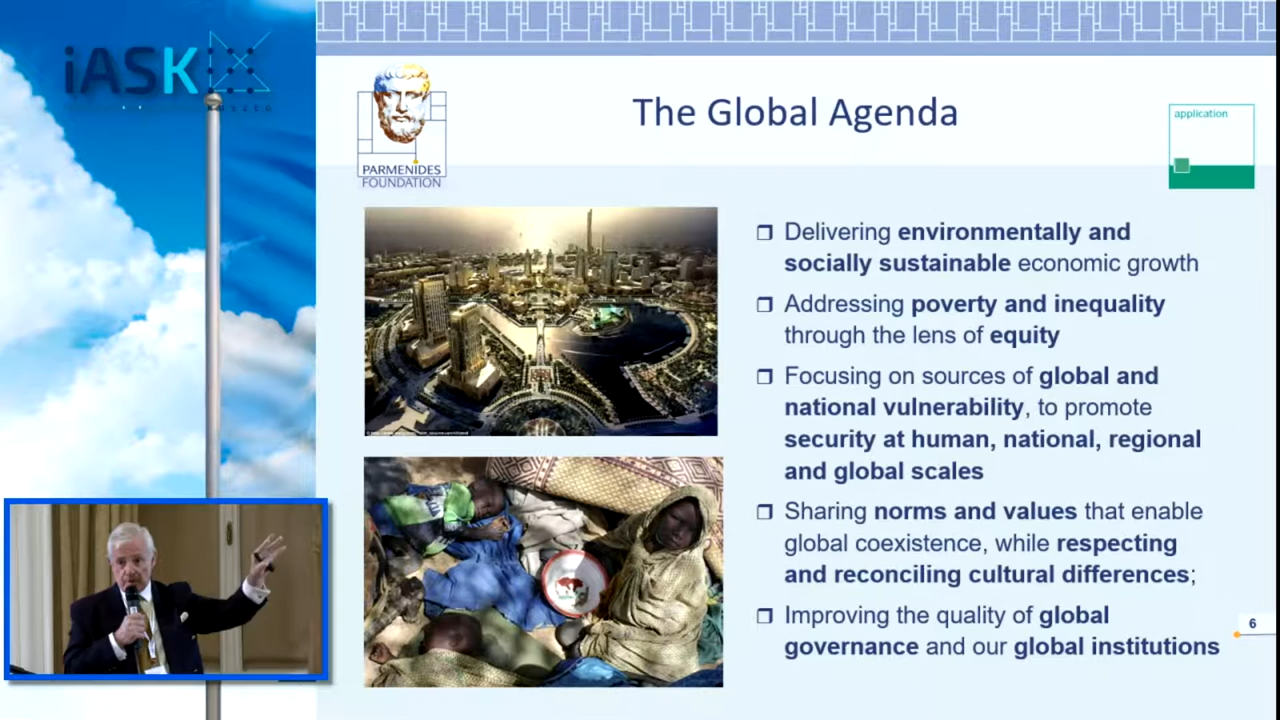 iASK
The Global Agenda
PARMENIDES
FOUNDATION
application
❒ Delivering environmentally and
socially sustainable economic growth
❒ Addressing poverty and inequality
through the lens of equity
❒ Focusing on sources of global and
national vulnerability, to promote
security at human, national, regional
and global scales
❒ Sharing norms and values that enable
global coexistence, while respecting
and reconciling cultural differences;
❒ Improving the quality of global
governance and our global institutions
6